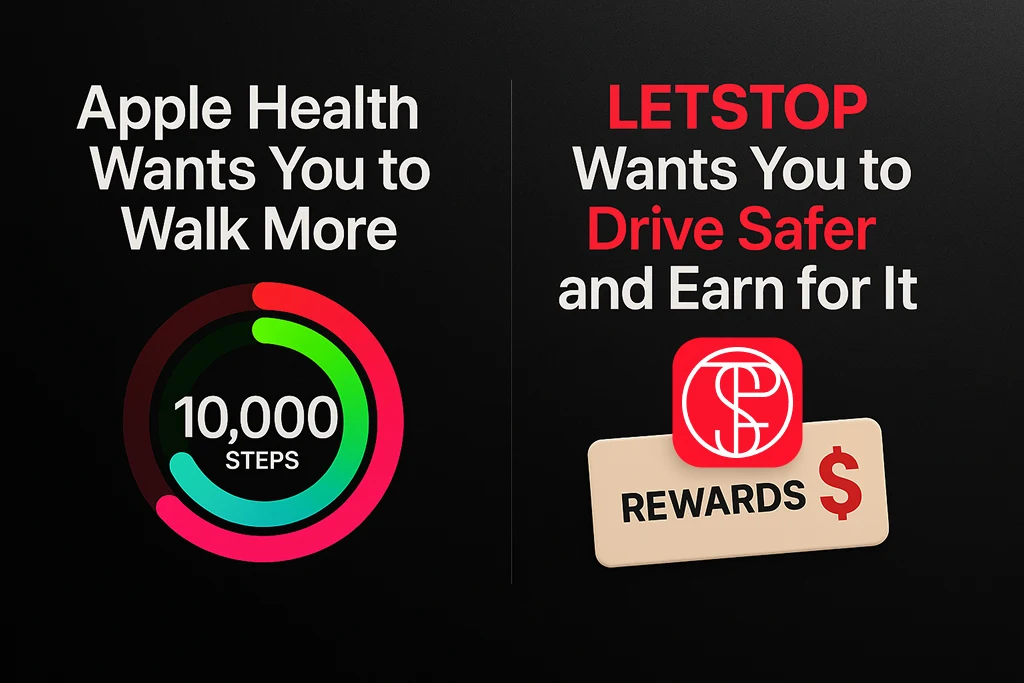 Apple Health
Wants You to
Walk More
10,000
STEPS
LETSTOP
Wants You to
Drive Safer
and Earn for It
REWARDS $